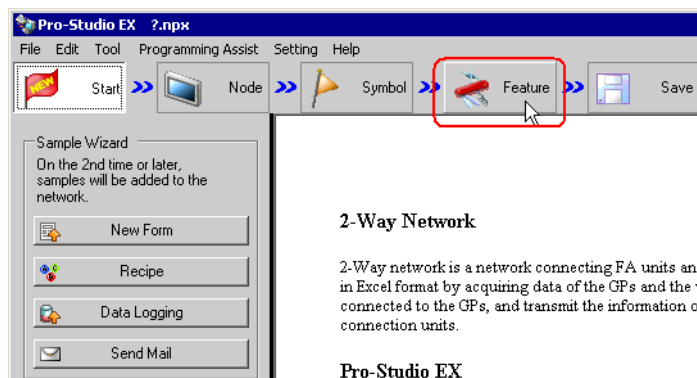 Pro-Studio EX ?.npx
File Edit Tool Programming Assist Setting Help
NEW Start Node Symbol Feature Save
Sample Wizard
On the 2nd time or later,
samples will be added to the
network.
New Form
Recipe
Data Logging
Send Mail
2-Way Network
2-Way network is a network connecting FA units an
in Excel format by acquiring data of the GPs and the
connected to the GPs, and transmit the information o
connection units.
Pro-Studio EX